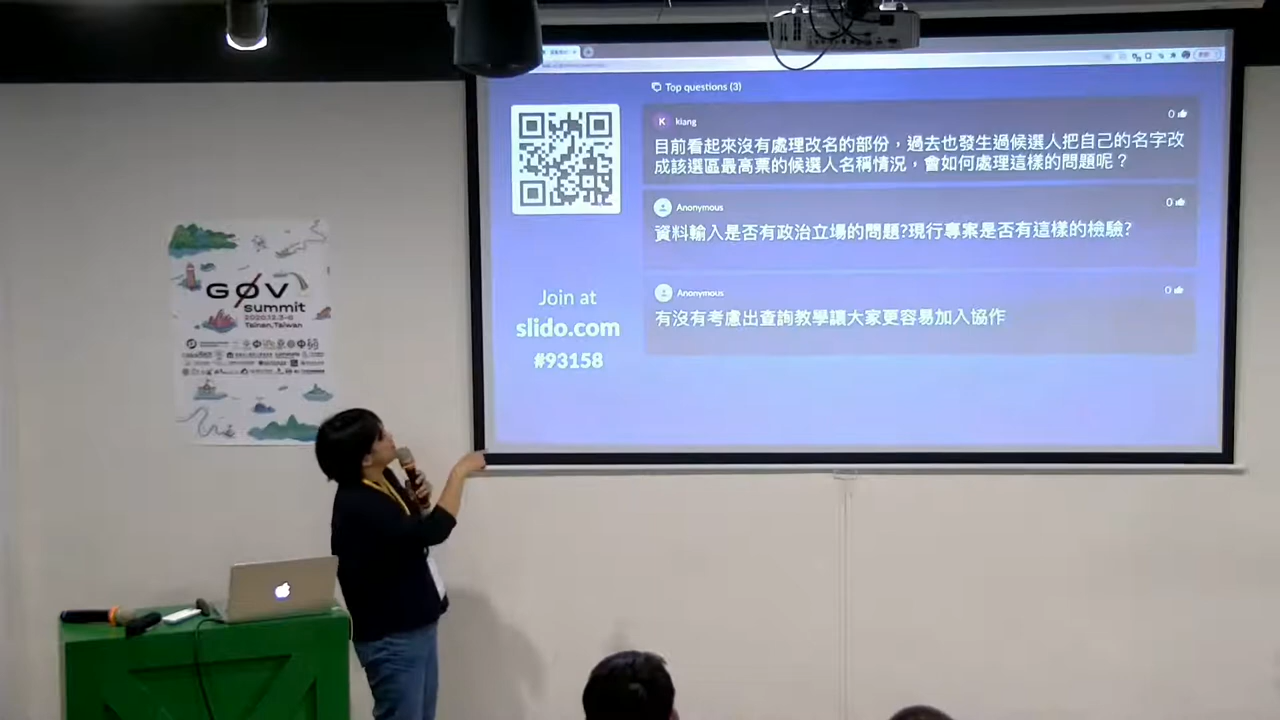 Top questions (3)
K
kiang
0
目前看起來沒有處理改名的部份，過去也發生過候選人把自己的名字改
成該選區最高票的候選人名稱情況，會如何處理這樣的問題呢？
Anonymous
0
資料輸入是否有政治立場的問題?現行專案是否有這樣的檢驗?
Anonymous
0
有沒有考慮出查詢教學讓大家更容易加入協作
Join at
slido.com
#93158
GØV
summit
2020.12.3-6
Tainan, Taiwan